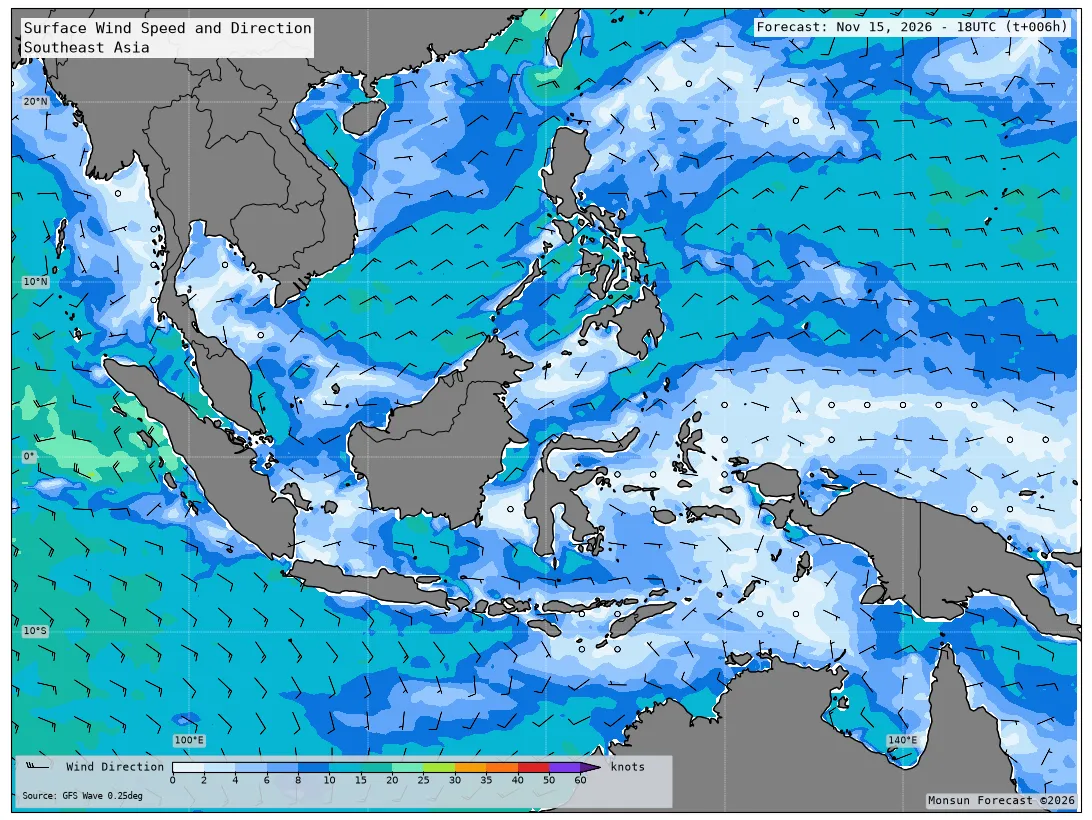 Surface Wind Speed and Direction
Southeast Asia
Forecast: Nov 15, 2026 - 18UTC (t+006h)
20°N
10°N
0°
10°S
100°E
140°E
Wind Direction
0 2 4 6 8 10 15 20 25 30 40 50 60
knots
Source: GFS Wave 0.25deg
Monsun Forecast ©2026